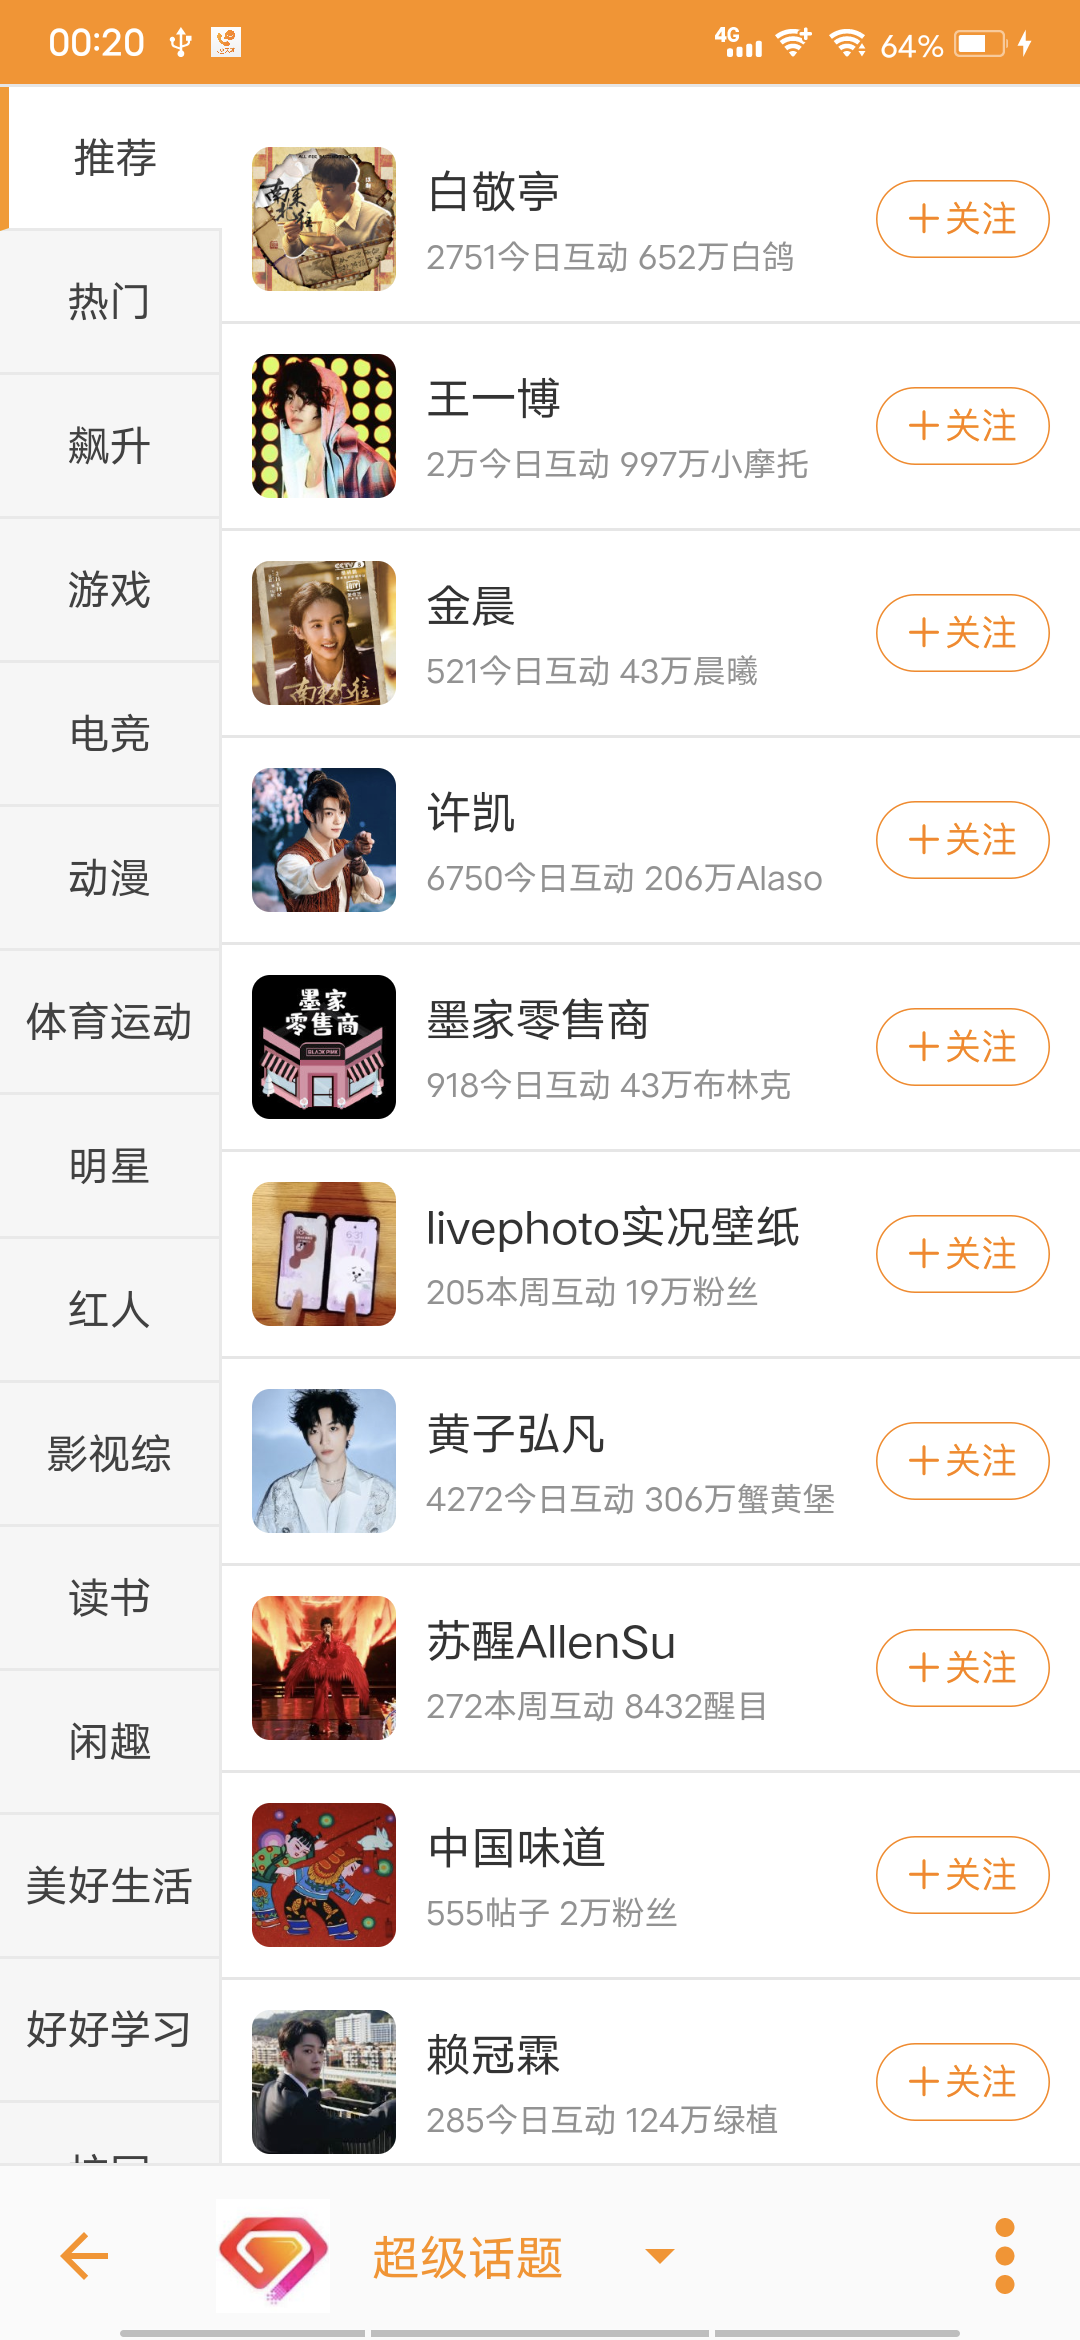 00:20
4G 64%
推荐
热门
飙升
游戏
电竞
动漫
体育运动
明星
红人
影视综
读书
闲趣
美好生活
好好学习
白敬亭
2751今日互动 652万白鸽
+关注
王一博
2万今日互动 997万小摩托
+关注
金晨
521今日互动 43万晨曦
+关注
许凯
6750今日互动 206万Alaso
+关注
墨家
零售商
BLACK PINK
墨家零售商
918今日互动 43万布林克
+关注
livephoto实况壁纸
205本周互动 19万粉丝
+关注
黄子弘凡
4272今日互动 306万蟹黄堡
+关注
苏醒AllenSu
272本周互动 8432醒目
+关注
中国味道
555帖子 2万粉丝
+关注
赖冠霖
285今日互动 124万绿植
+关注
超级话题